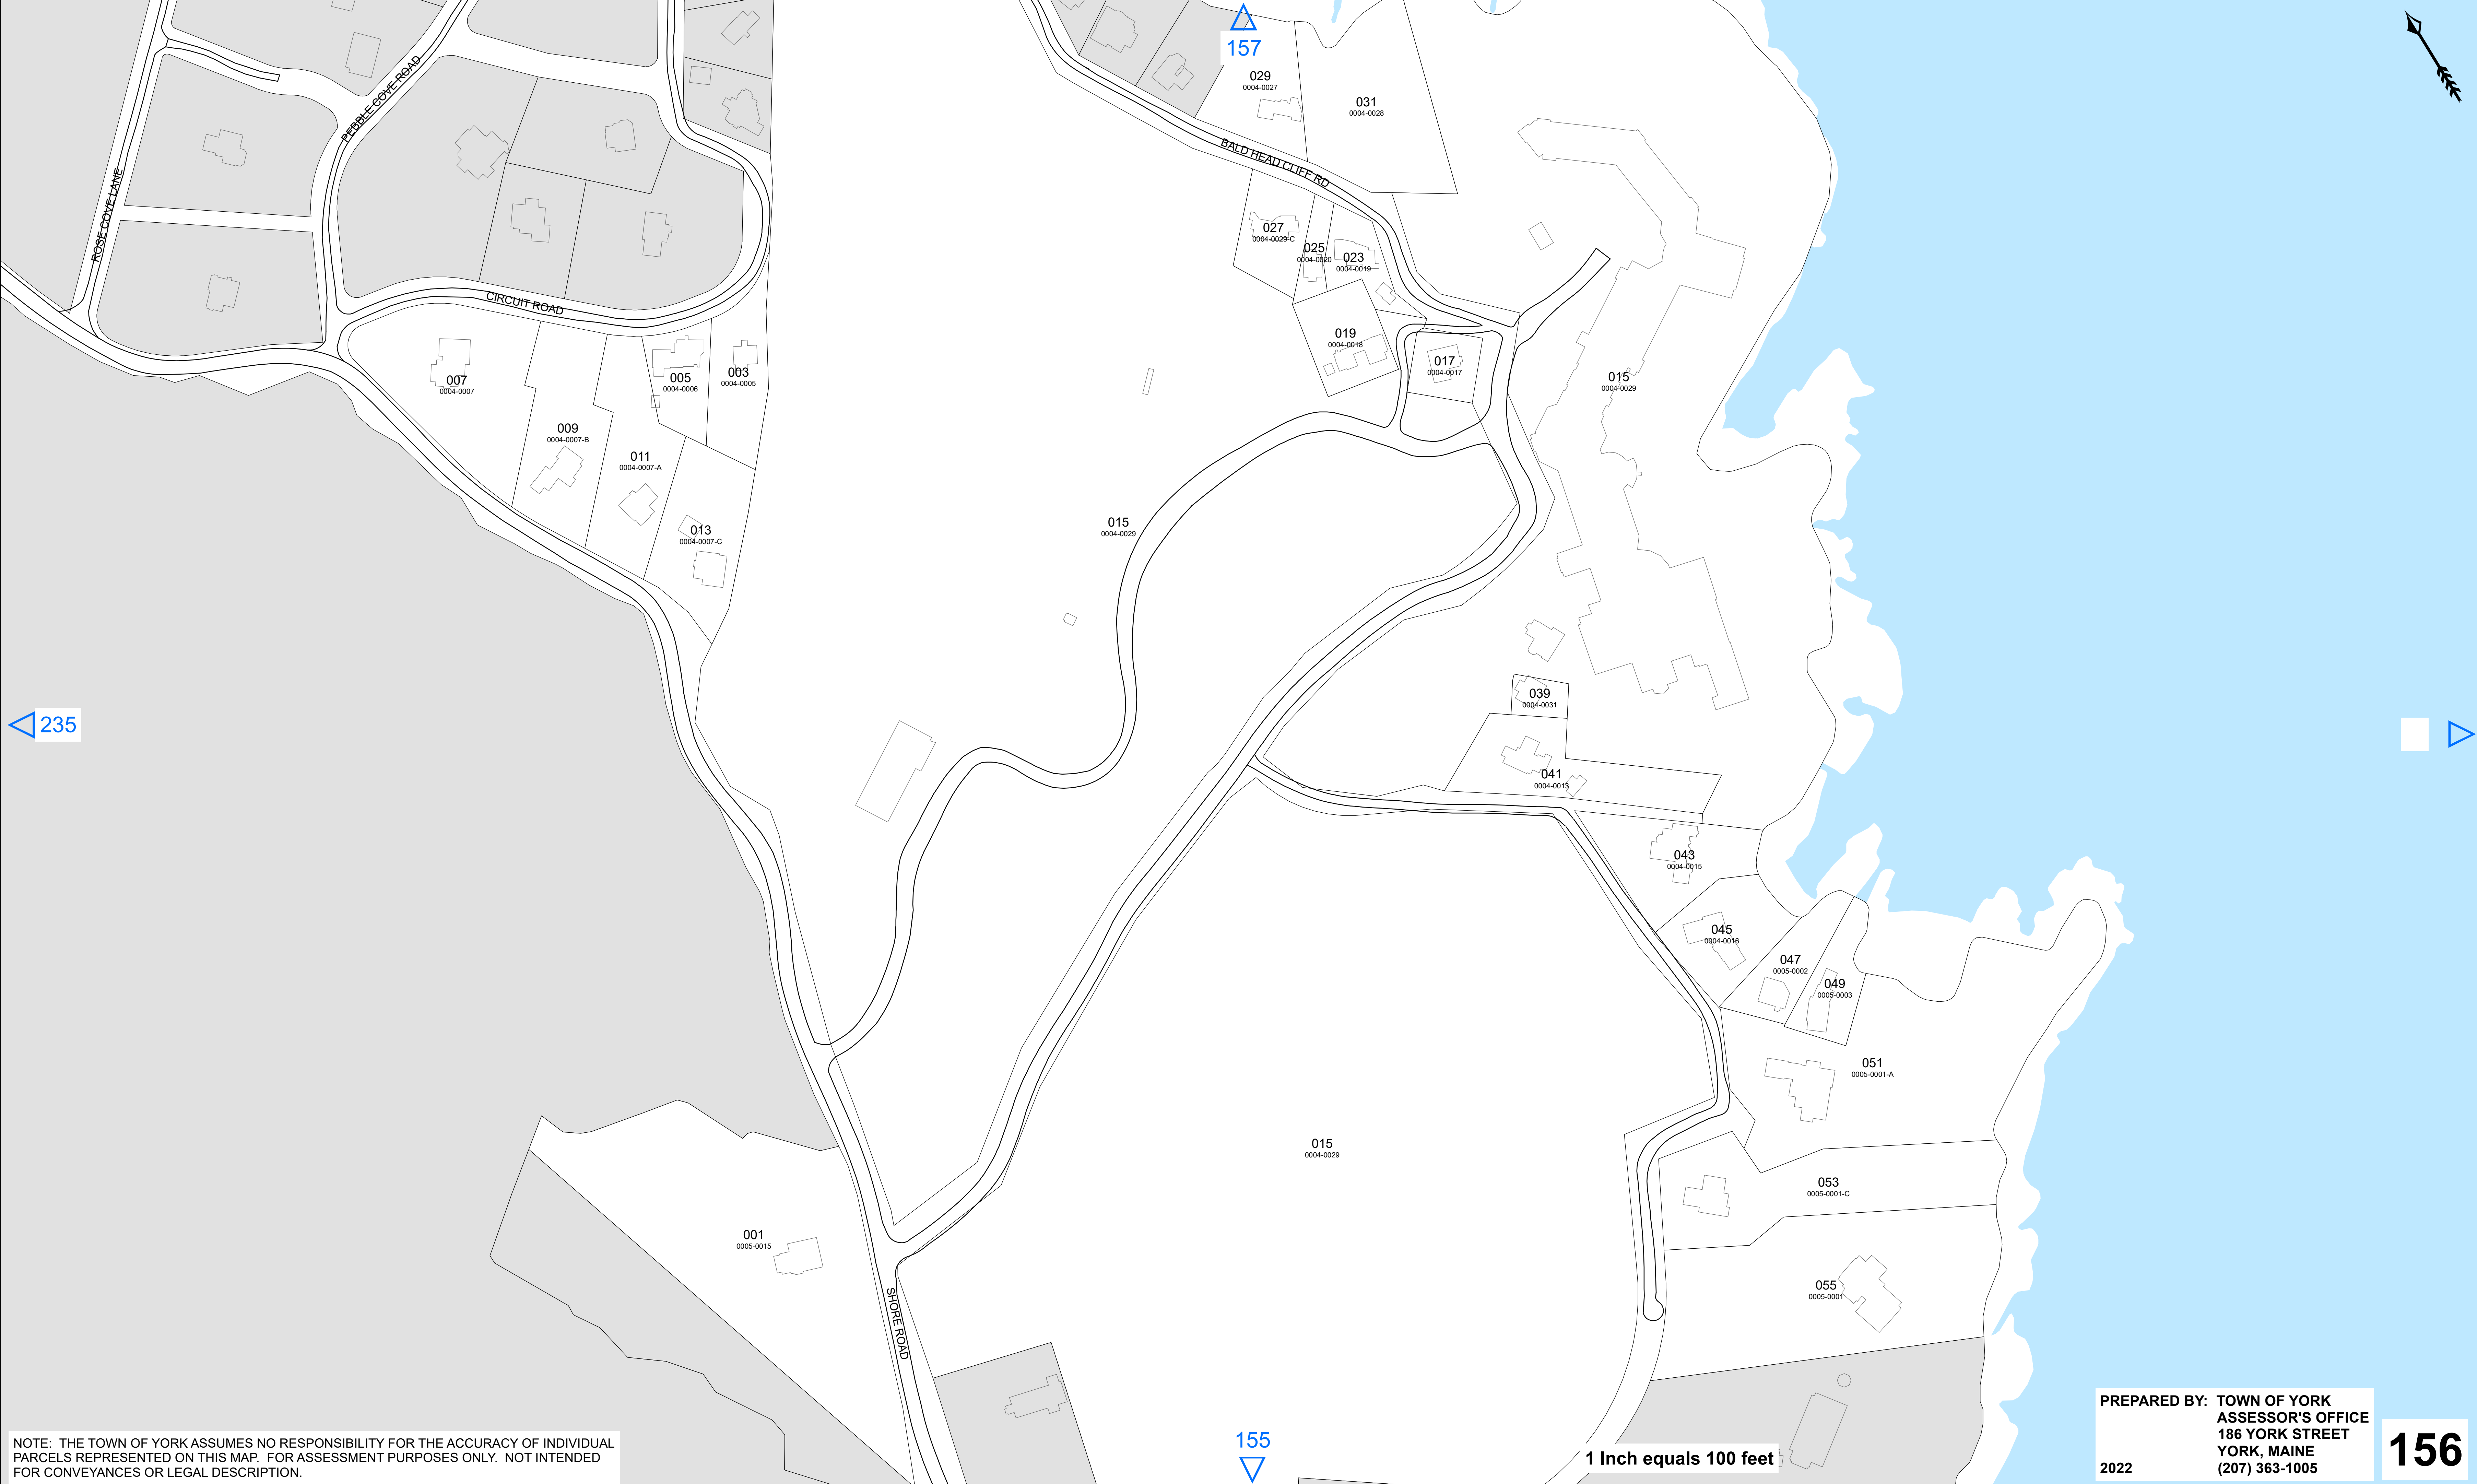 157
029
0004-0027
031
0004-0028
PEBBLE COVE ROAD
BALD HEAD CLIFF RD
ROSE COVE LANE
027
0004-0029-C
025
0004-0020
023
0004-0019
CIRCUIT ROAD
019
0004-0018
017
0004-0017
015
0004-0029
007
0004-0007
005
0004-0006
003
0004-0005
009
0004-0007-B
011
0004-0007-A
013
0004-0007-C
015
0004-0029
039
0004-0031
235
041
0004-0013
043
0004-0015
045
0004-0016
047
0005-0002
049
0005-0003
051
0005-0001-A
015
0004-0029
053
0005-0001-C
001
0005-0015
055
0005-0001
SHORE ROAD
155
1 Inch equals 100 feet
NOTE: THE TOWN OF YORK ASSUMES NO RESPONSIBILITY FOR THE ACCURACY OF INDIVIDUAL
PARCELS REPRESENTED ON THIS MAP. FOR ASSESSMENT PURPOSES ONLY. NOT INTENDED
FOR CONVEYANCES OR LEGAL DESCRIPTION.
PREPARED BY: TOWN OF YORK
ASSESSOR'S OFFICE
186 YORK STREET
YORK, MAINE
2022 (207) 363-1005
156